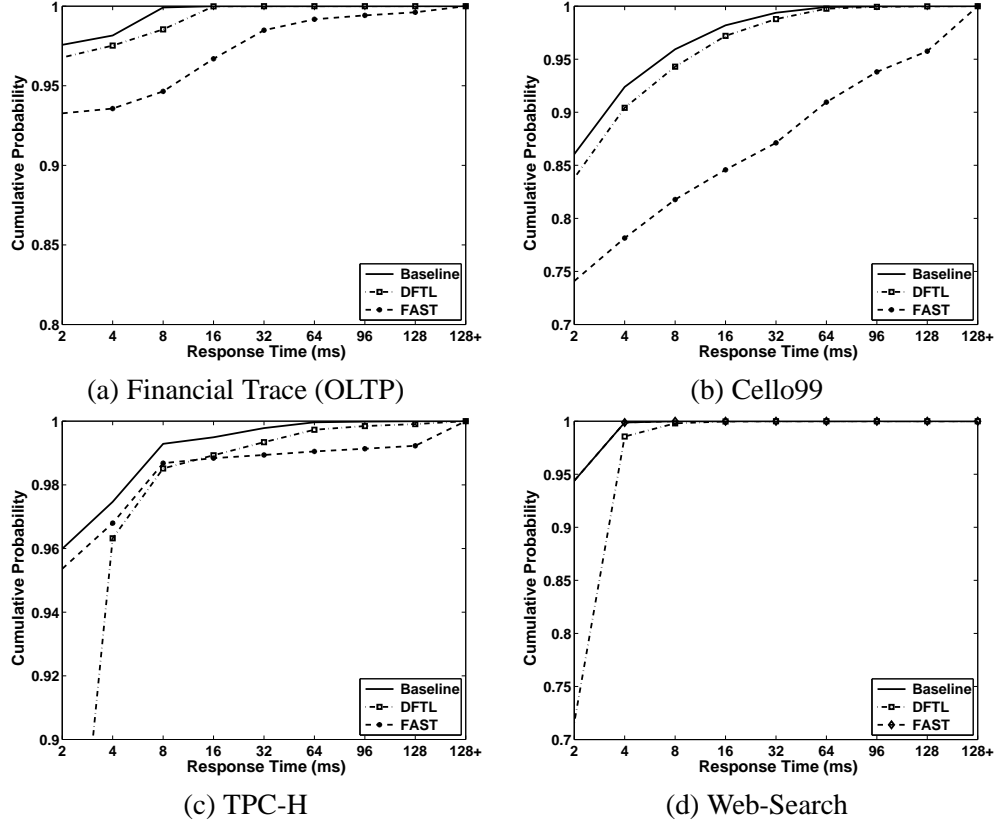 1
0.95
0.9
0.85
0.8
Cumulative Probability
Baseline
DFTL
FAST
2 4 8 16 32 64 96 128 128+
Response Time (ms)
(a) Financial Trace (OLTP)
1
0.95
0.9
0.85
0.8
0.75
0.7
Cumulative Probability
Baseline
DFTL
FAST
2 4 8 16 32 64 96 128 128+
Response Time (ms)
(b) Cello99
1
0.98
0.96
0.94
0.92
0.9
Cumulative Probability
Baseline
DFTL
FAST
2 4 8 16 32 64 96 128 128+
Response Time (ms)
(c) TPC-H
1
0.95
0.9
0.85
0.8
0.75
0.7
Cumulative Probability
Baseline
DFTL
FAST
2 4 8 16 32 64 96 128 128+
Response Time (ms)
(d) Web-Search